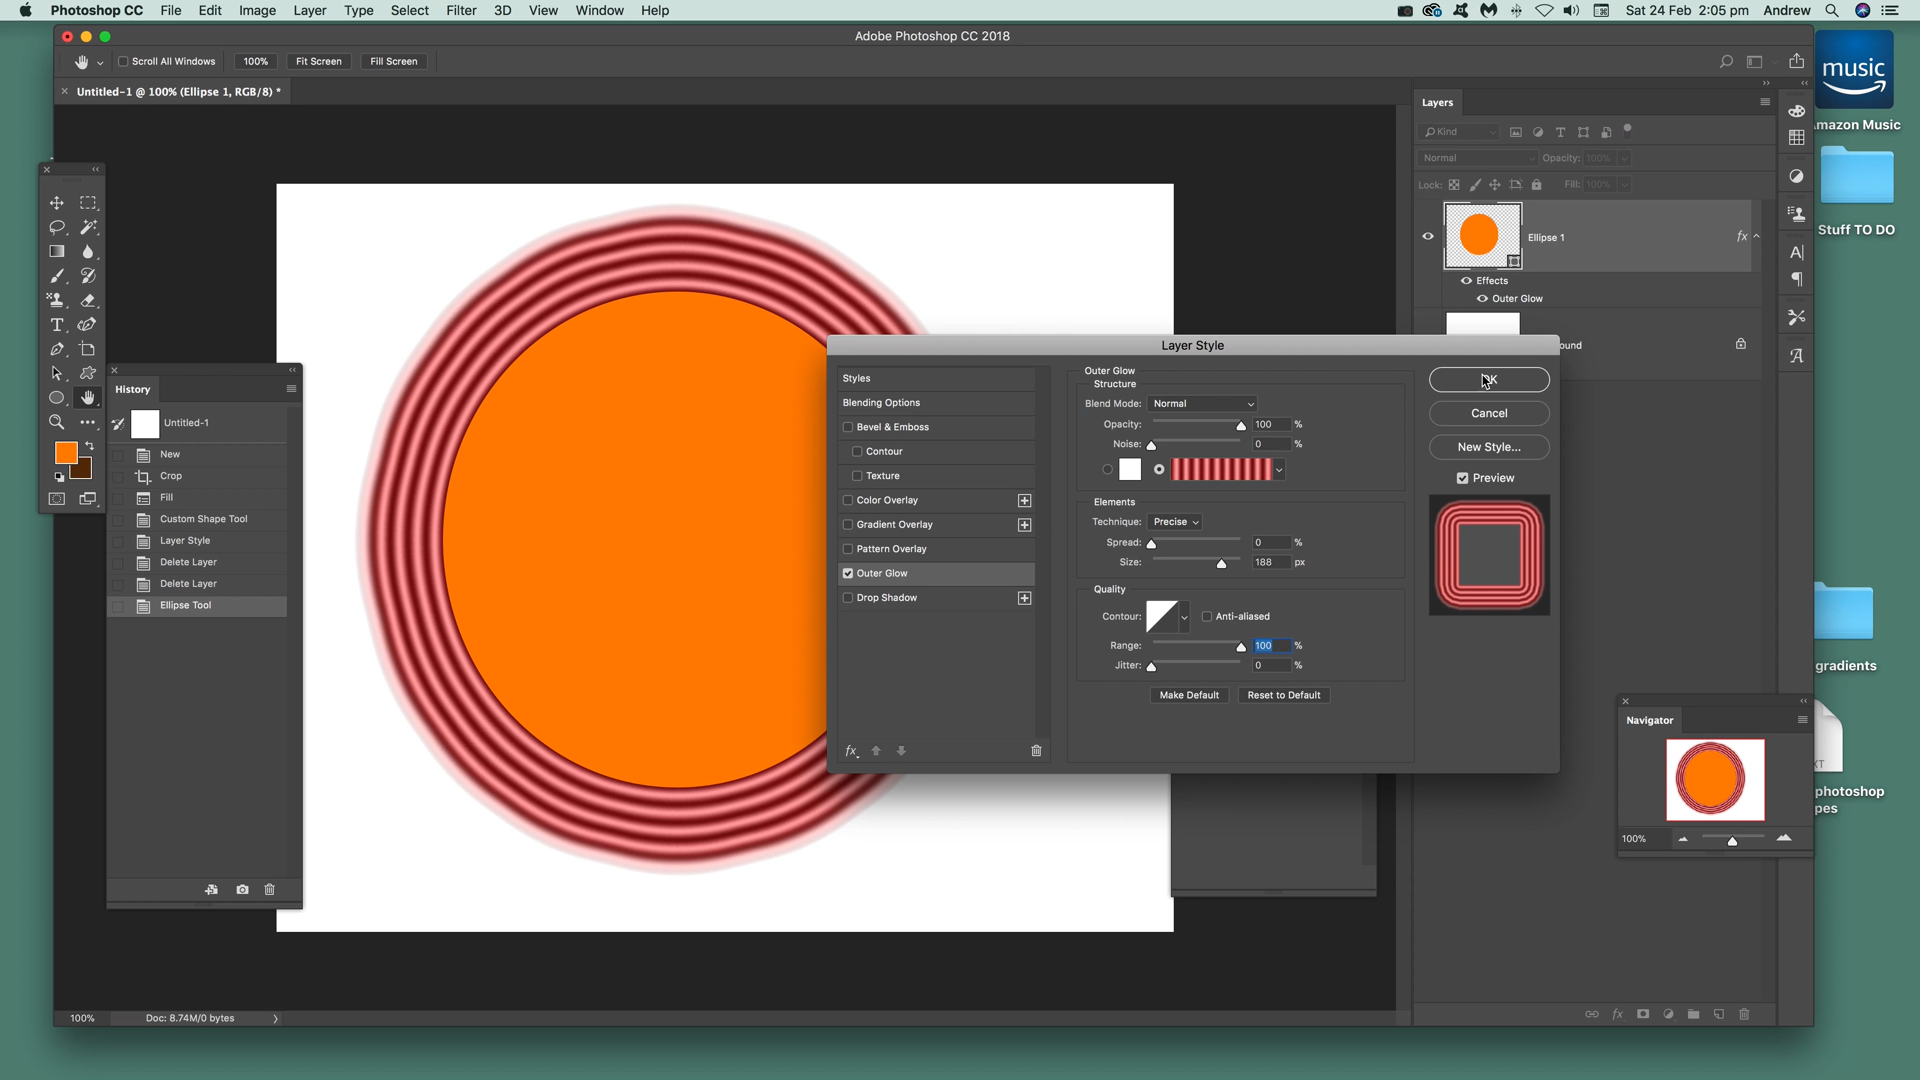 Photoshop CC File Edit Image Layer Type Select Filter 3D View Window Help Sat 24 Feb 2:05 pm Andrew
Adobe Photoshop CC 2018
Scroll All Windows 100% Fit Screen Fill Screen
Untitled-1 @ 100% (Ellipse 1, RGB/8) *
music
Amazon Music
Stuff TO DO
gradients
photoshop
pes
Layers
Kind
Normal Opacity: 100%
Lock: Fill: 100%
Ellipse 1 fx
Effects
Outer Glow
ound
History
Untitled-1
New
Crop
Fill
Custom Shape Tool
Layer Style
Delete Layer
Delete Layer
Ellipse Tool
Layer Style
Styles
Blending Options
Bevel & Emboss
Contour
Texture
Color Overlay
Gradient Overlay
Pattern Overlay
Outer Glow
Drop Shadow
fx
Outer Glow
Structure
Blend Mode: Normal
Opacity: 100 %
Noise: 0 %
Elements
Technique: Precise
Spread: 0 %
Size: 188 px
Quality
Contour: Anti-aliased
Range: 100 %
Jitter: 0 %
Make Default Reset to Default
OK
Cancel
New Style...
Preview
Navigator
100%
100% Doc: 8.74M/0 bytes
fx